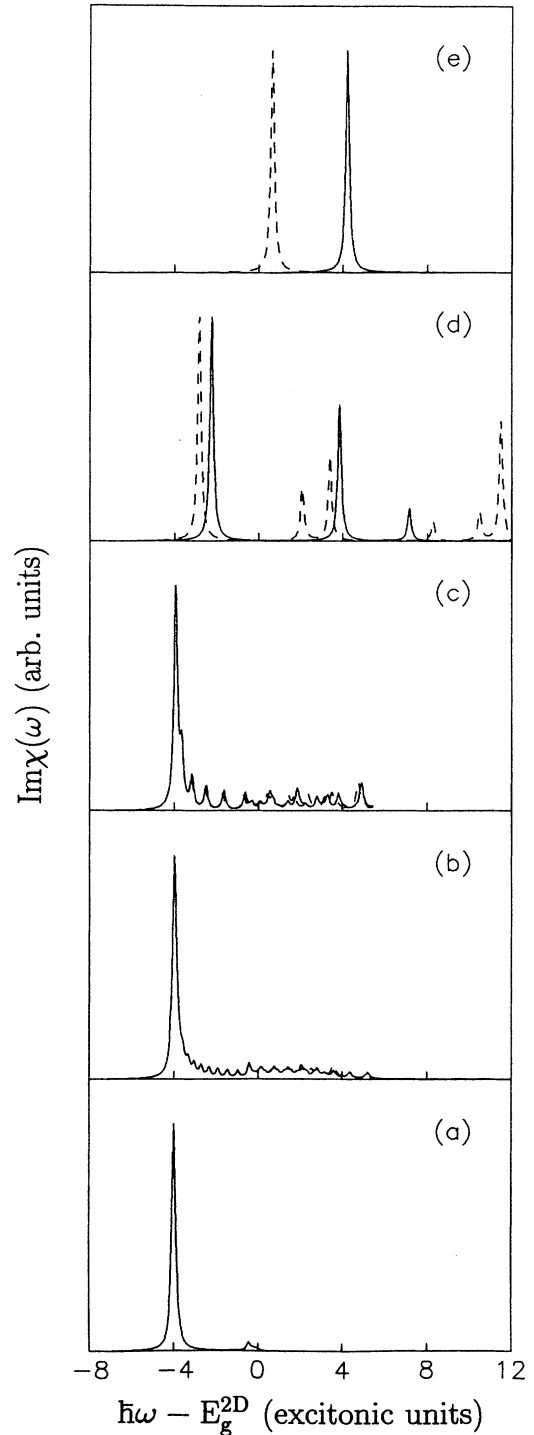 (e)
(d)
(c)
(b)
(a)
Imχ(ω) (arb. units)
−8 −4 0 4 8 12
ħω − E_g^2D (excitonic units)